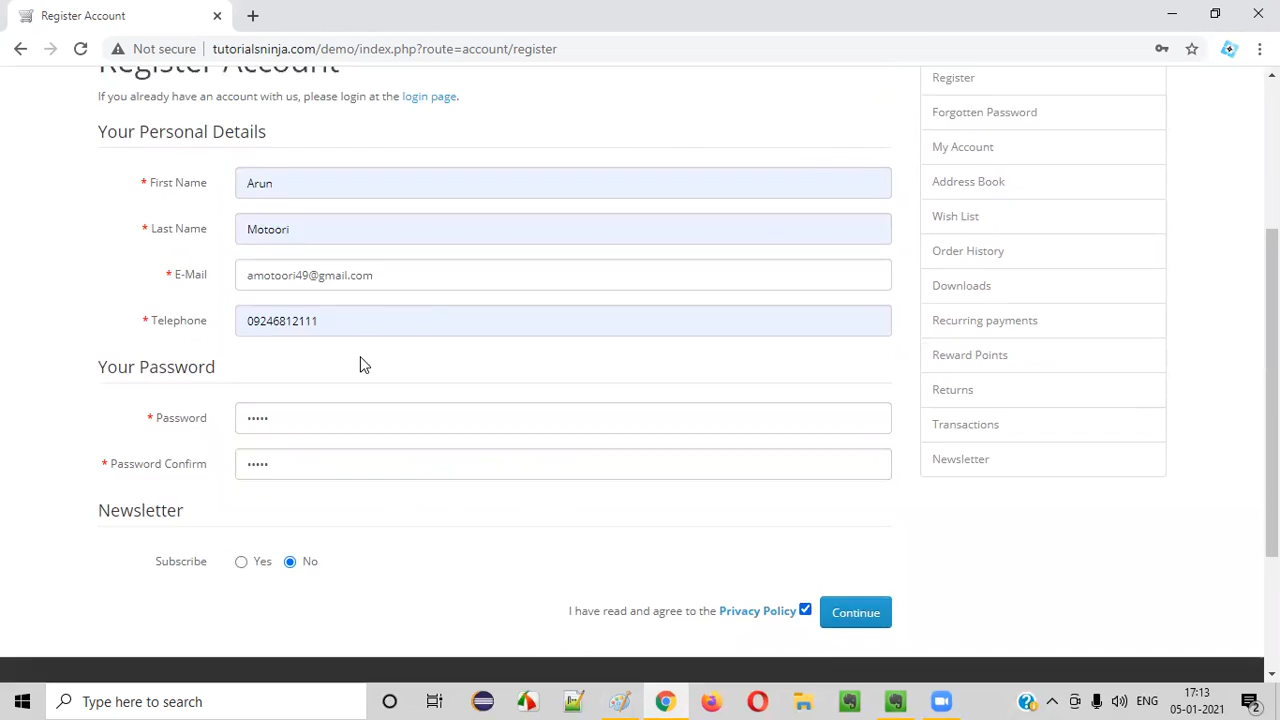 Register Account
Not secure
tutorialsninja.com/demo/index.php?route=account/register
Register Account
If you already have an account with us, please login at the login page.
Your Personal Details
* First Name
Arun
* Last Name
Motoori
* E-Mail
amotoori49@gmail.com
* Telephone
09246812111
Your Password
* Password
•••••
* Password Confirm
•••••
Newsletter
Subscribe
Yes
No
I have read and agree to the Privacy Policy
Continue
Register
Forgotten Password
My Account
Address Book
Wish List
Order History
Downloads
Recurring payments
Reward Points
Returns
Transactions
Newsletter
Type here to search
ENG
17:13
05-01-2021
2